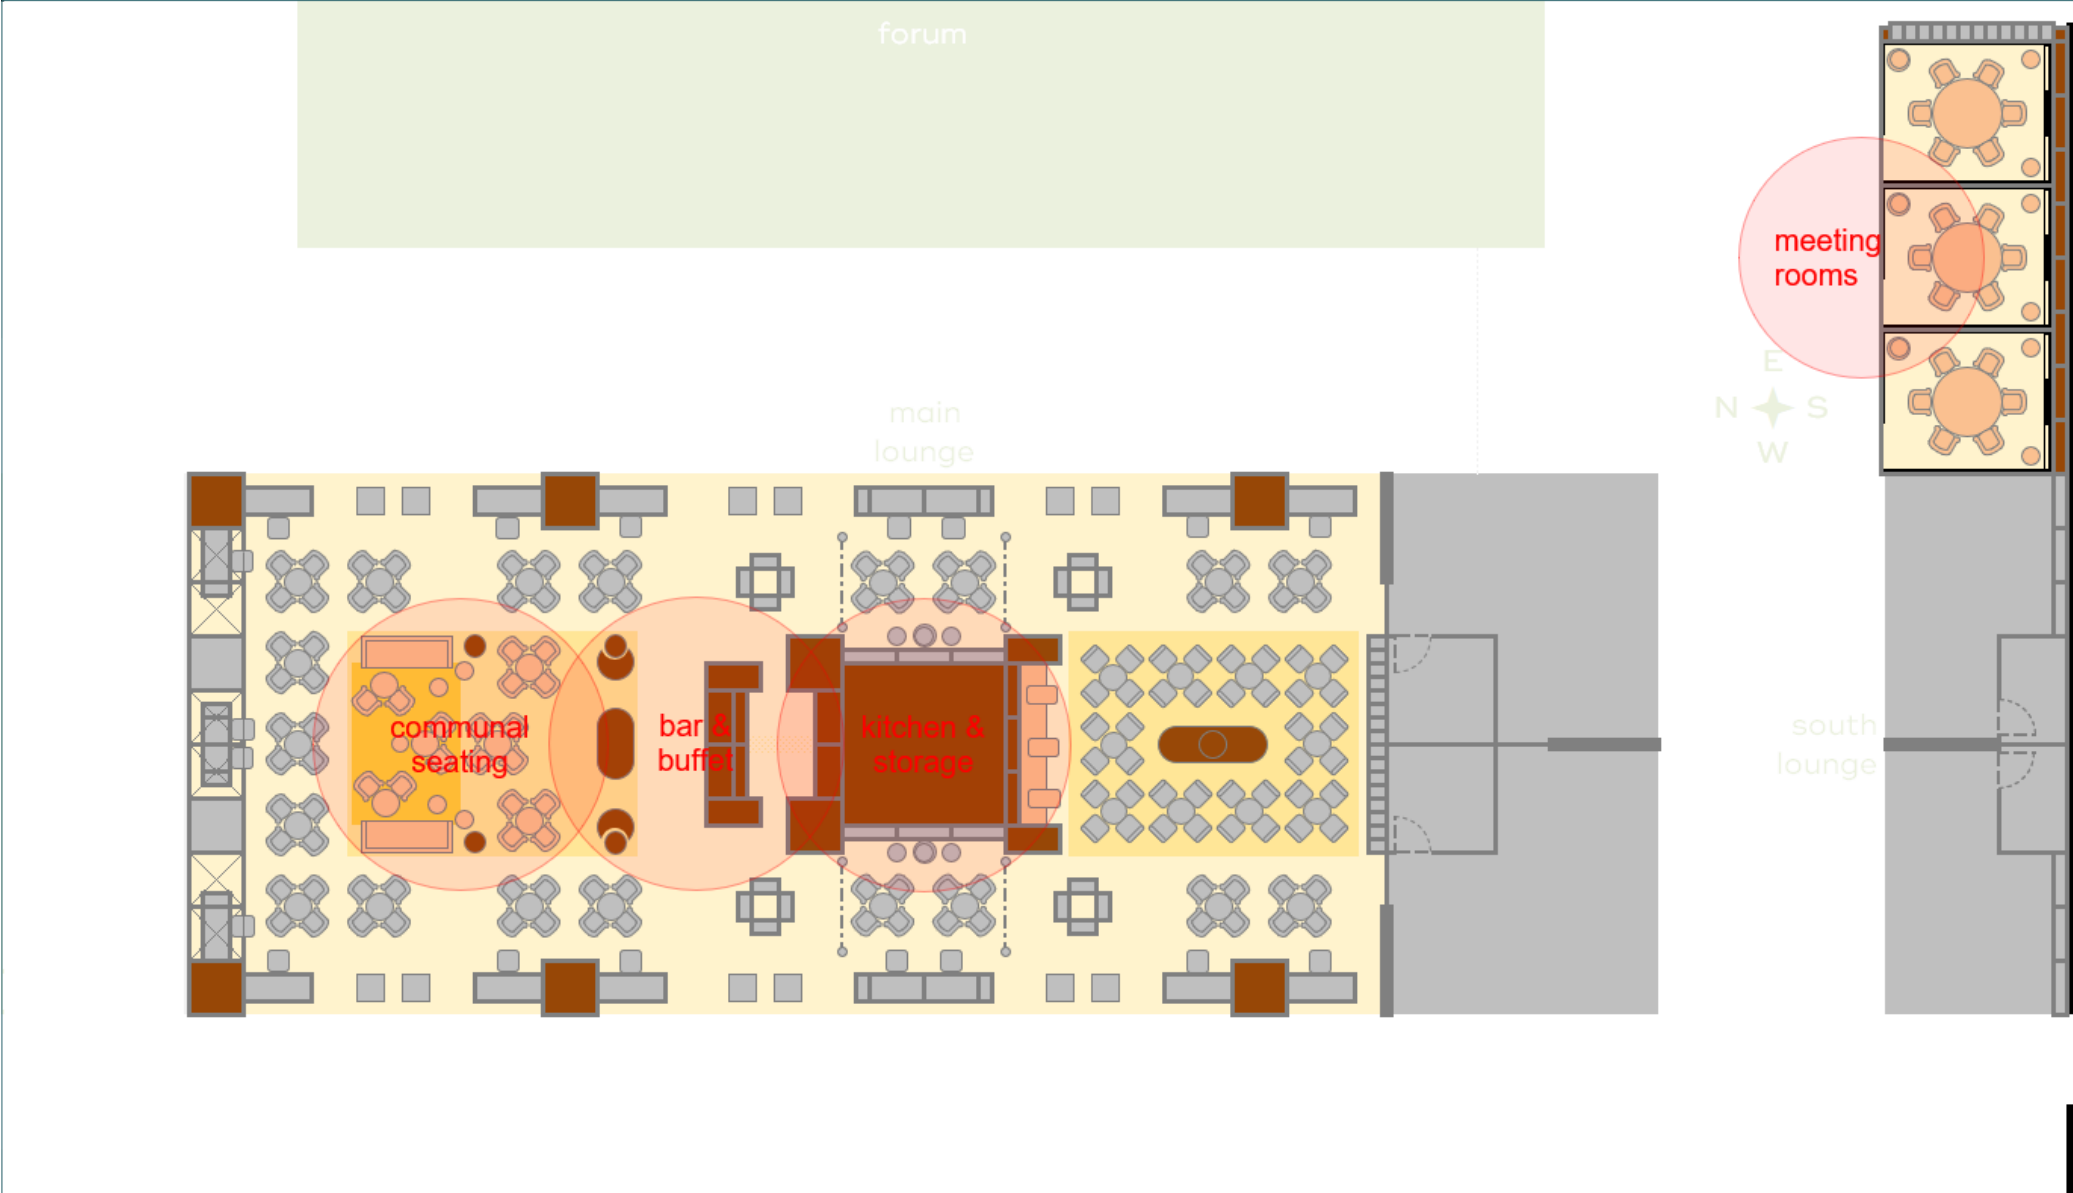 forum
meeting
rooms
E
N S
W
main
lounge
communal
seating
bar &
buffet
kitchen &
storage
south
lounge